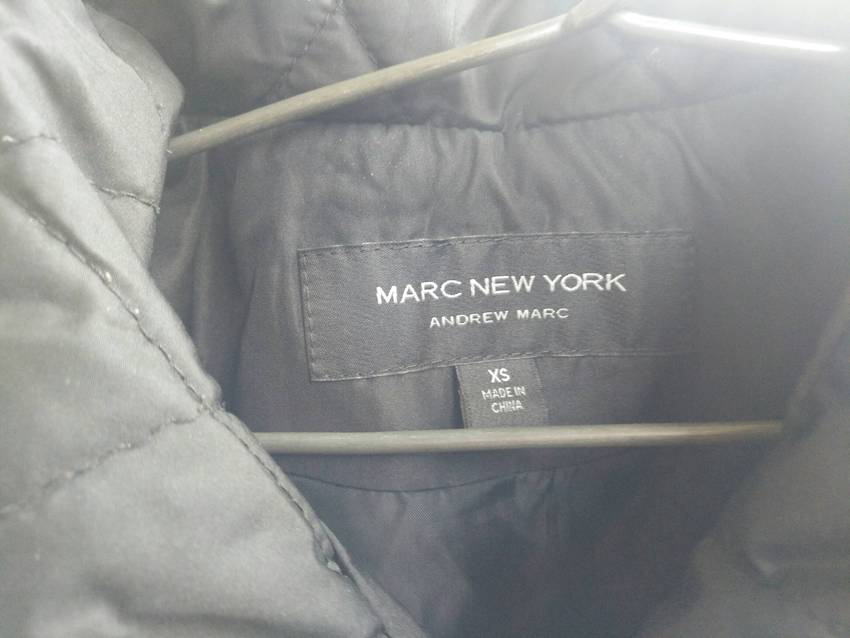 MARC NEW YORK
ANDREW MARC
XS
MADE IN
CHINA